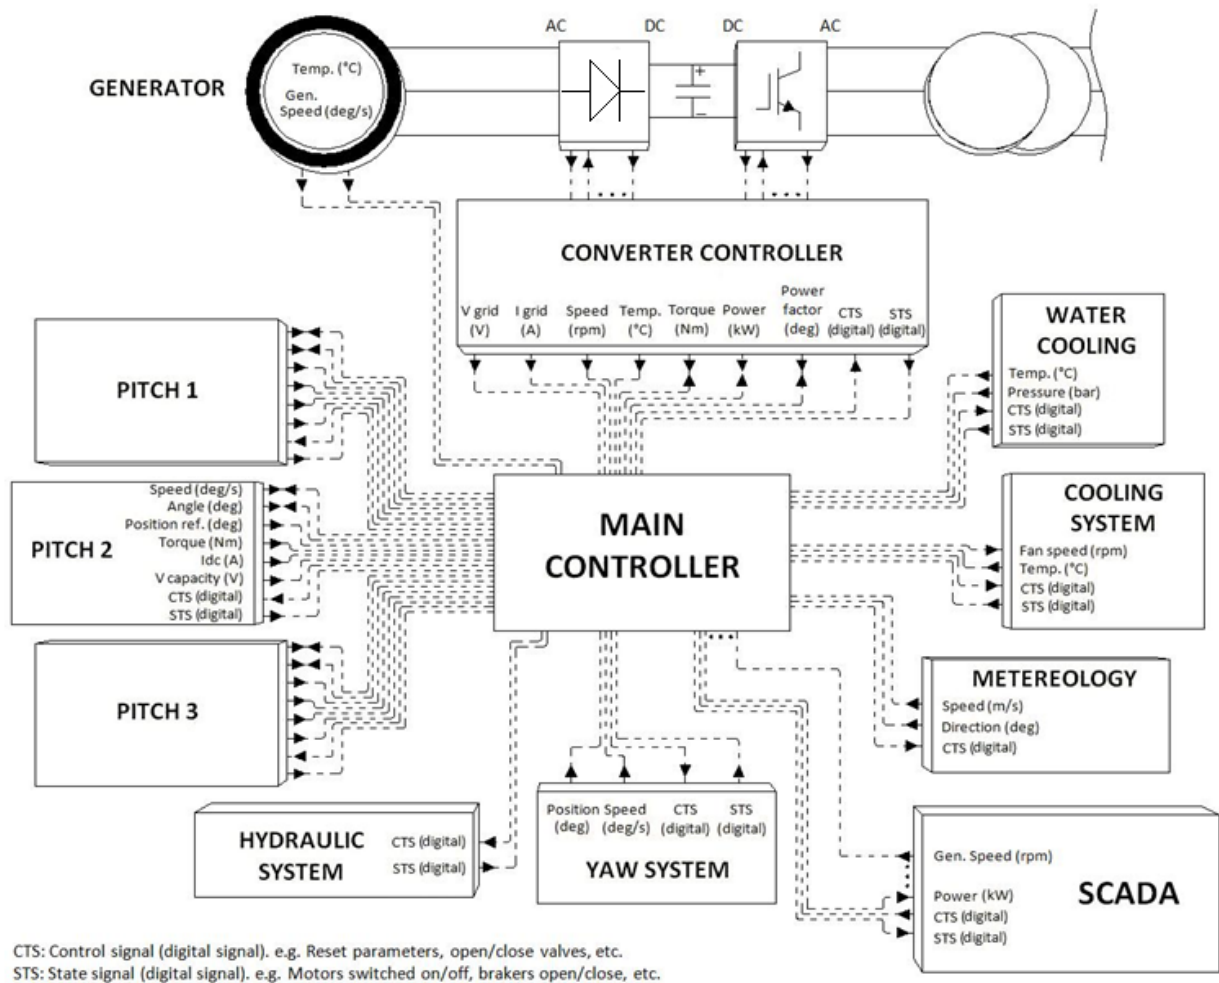 AC
DC
DC
AC
GENERATOR
Temp. (°C)
Gen.
Speed (deg/s)
+
−
CONVERTER CONTROLLER
V grid
(V)
I grid
(A)
Speed
(rpm)
Temp.
(°C)
Torque
(Nm)
Power
(kW)
Power
factor
(deg)
CTS
(digital)
STS
(digital)
PITCH 1
WATER
COOLING
Temp. (°C)
Pressure (bar)
CTS (digital)
STS (digital)
PITCH 2
Speed (deg/s)
Angle (deg)
Position ref. (deg)
Torque (Nm)
Idc (A)
V capacity (V)
CTS (digital)
STS (digital)
MAIN
CONTROLLER
COOLING
SYSTEM
Fan speed (rpm)
Temp. (°C)
CTS (digital)
STS (digital)
PITCH 3
METEREOLOGY
Speed (m/s)
Direction (deg)
CTS (digital)
HYDRAULIC
SYSTEM
CTS (digital)
STS (digital)
Position
(deg)
Speed
(deg/s)
CTS
(digital)
STS
(digital)
YAW SYSTEM
Gen. Speed (rpm)
Power (kW)
CTS (digital)
STS (digital)
SCADA
CTS: Control signal (digital signal). e.g. Reset parameters, open/close valves, etc.
STS: State signal (digital signal). e.g. Motors switched on/off, brakers open/close, etc.